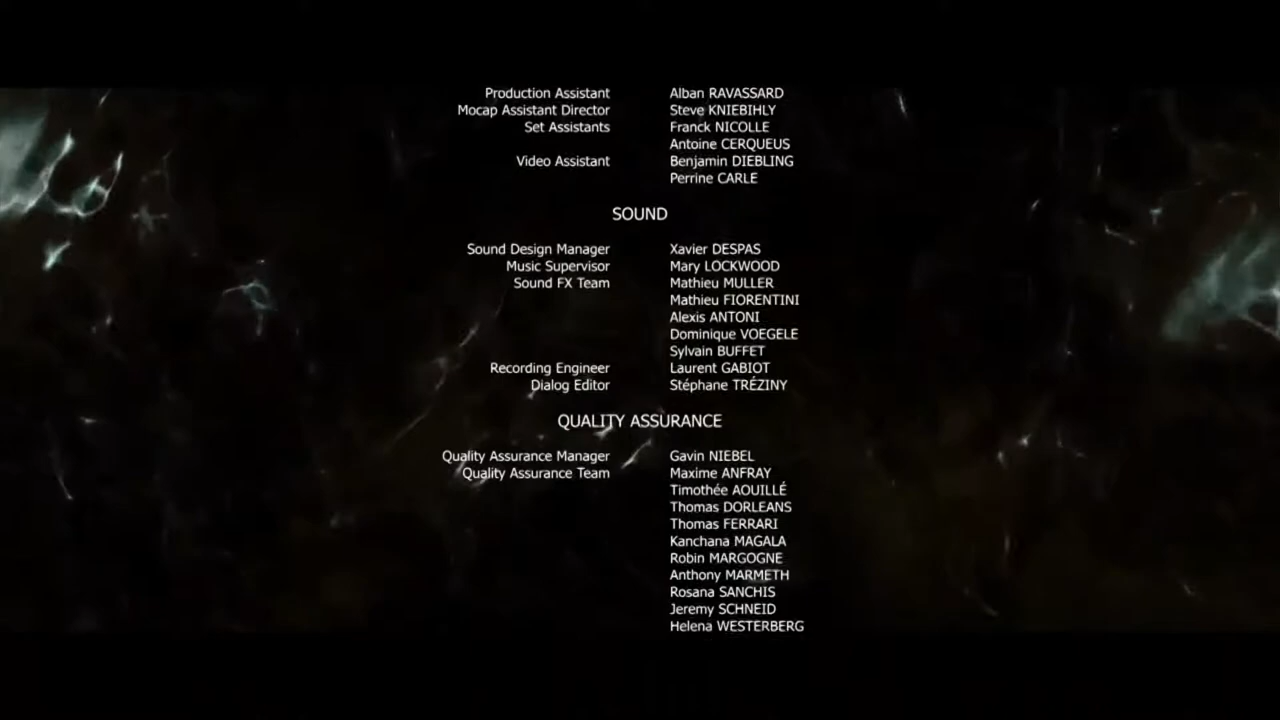 Production Assistant Alban RAVASSARD
Mocap Assistant Director Steve KNIEBIHLY
Set Assistants Franck NICOLLE
Antoine CERQUEUS
Video Assistant Benjamin DIEBLING
Perrine CARLE
SOUND
Sound Design Manager Xavier DESPAS
Music Supervisor Mary LOCKWOOD
Sound FX Team Mathieu MULLER
Mathieu FIORENTINI
Alexis ANTONI
Dominique VOEGELE
Sylvain BUFFET
Recording Engineer Laurent GABIOT
Dialog Editor Stéphane TRÉZINY
QUALITY ASSURANCE
Quality Assurance Manager Gavin NIEBEL
Quality Assurance Team Maxime ANFRAY
Timothée AOUILLÉ
Thomas DORLEANS
Thomas FERRARI
Kanchana MAGALA
Robin MARGOGNE
Anthony MARMETH
Rosana SANCHIS
Jeremy SCHNEID
Helena WESTERBERG